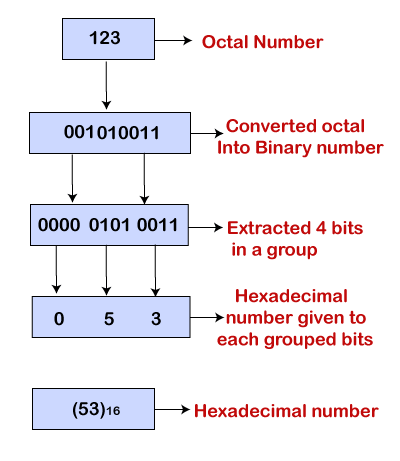 123
Octal Number
001010011
Converted octal
Into Binary number
0000 0101 0011
Extracted 4 bits
in a group
0 5 3
Hexadecimal
number given to
each grouped bits
(53)₁₆
Hexadecimal number